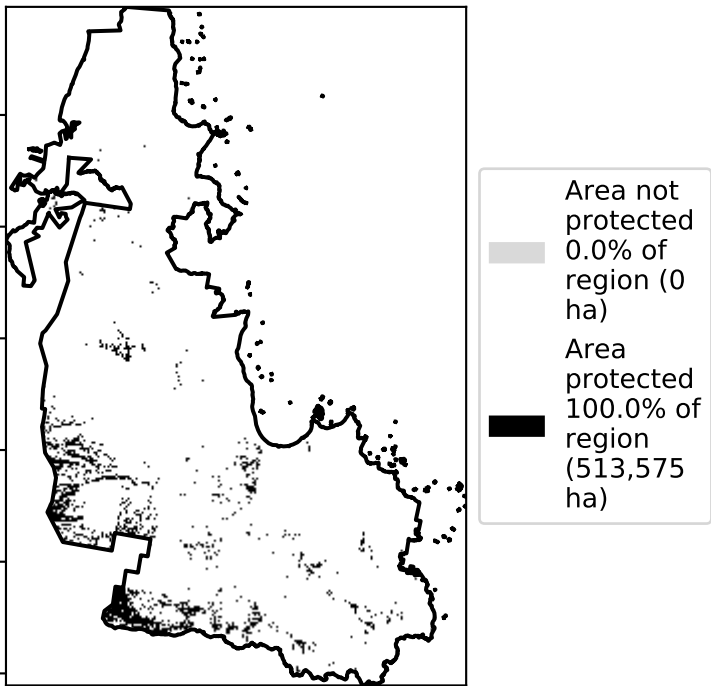 Area not
protected
0.0% of
region (0
ha)
Area
protected
100.0% of
region
(513,575
ha)